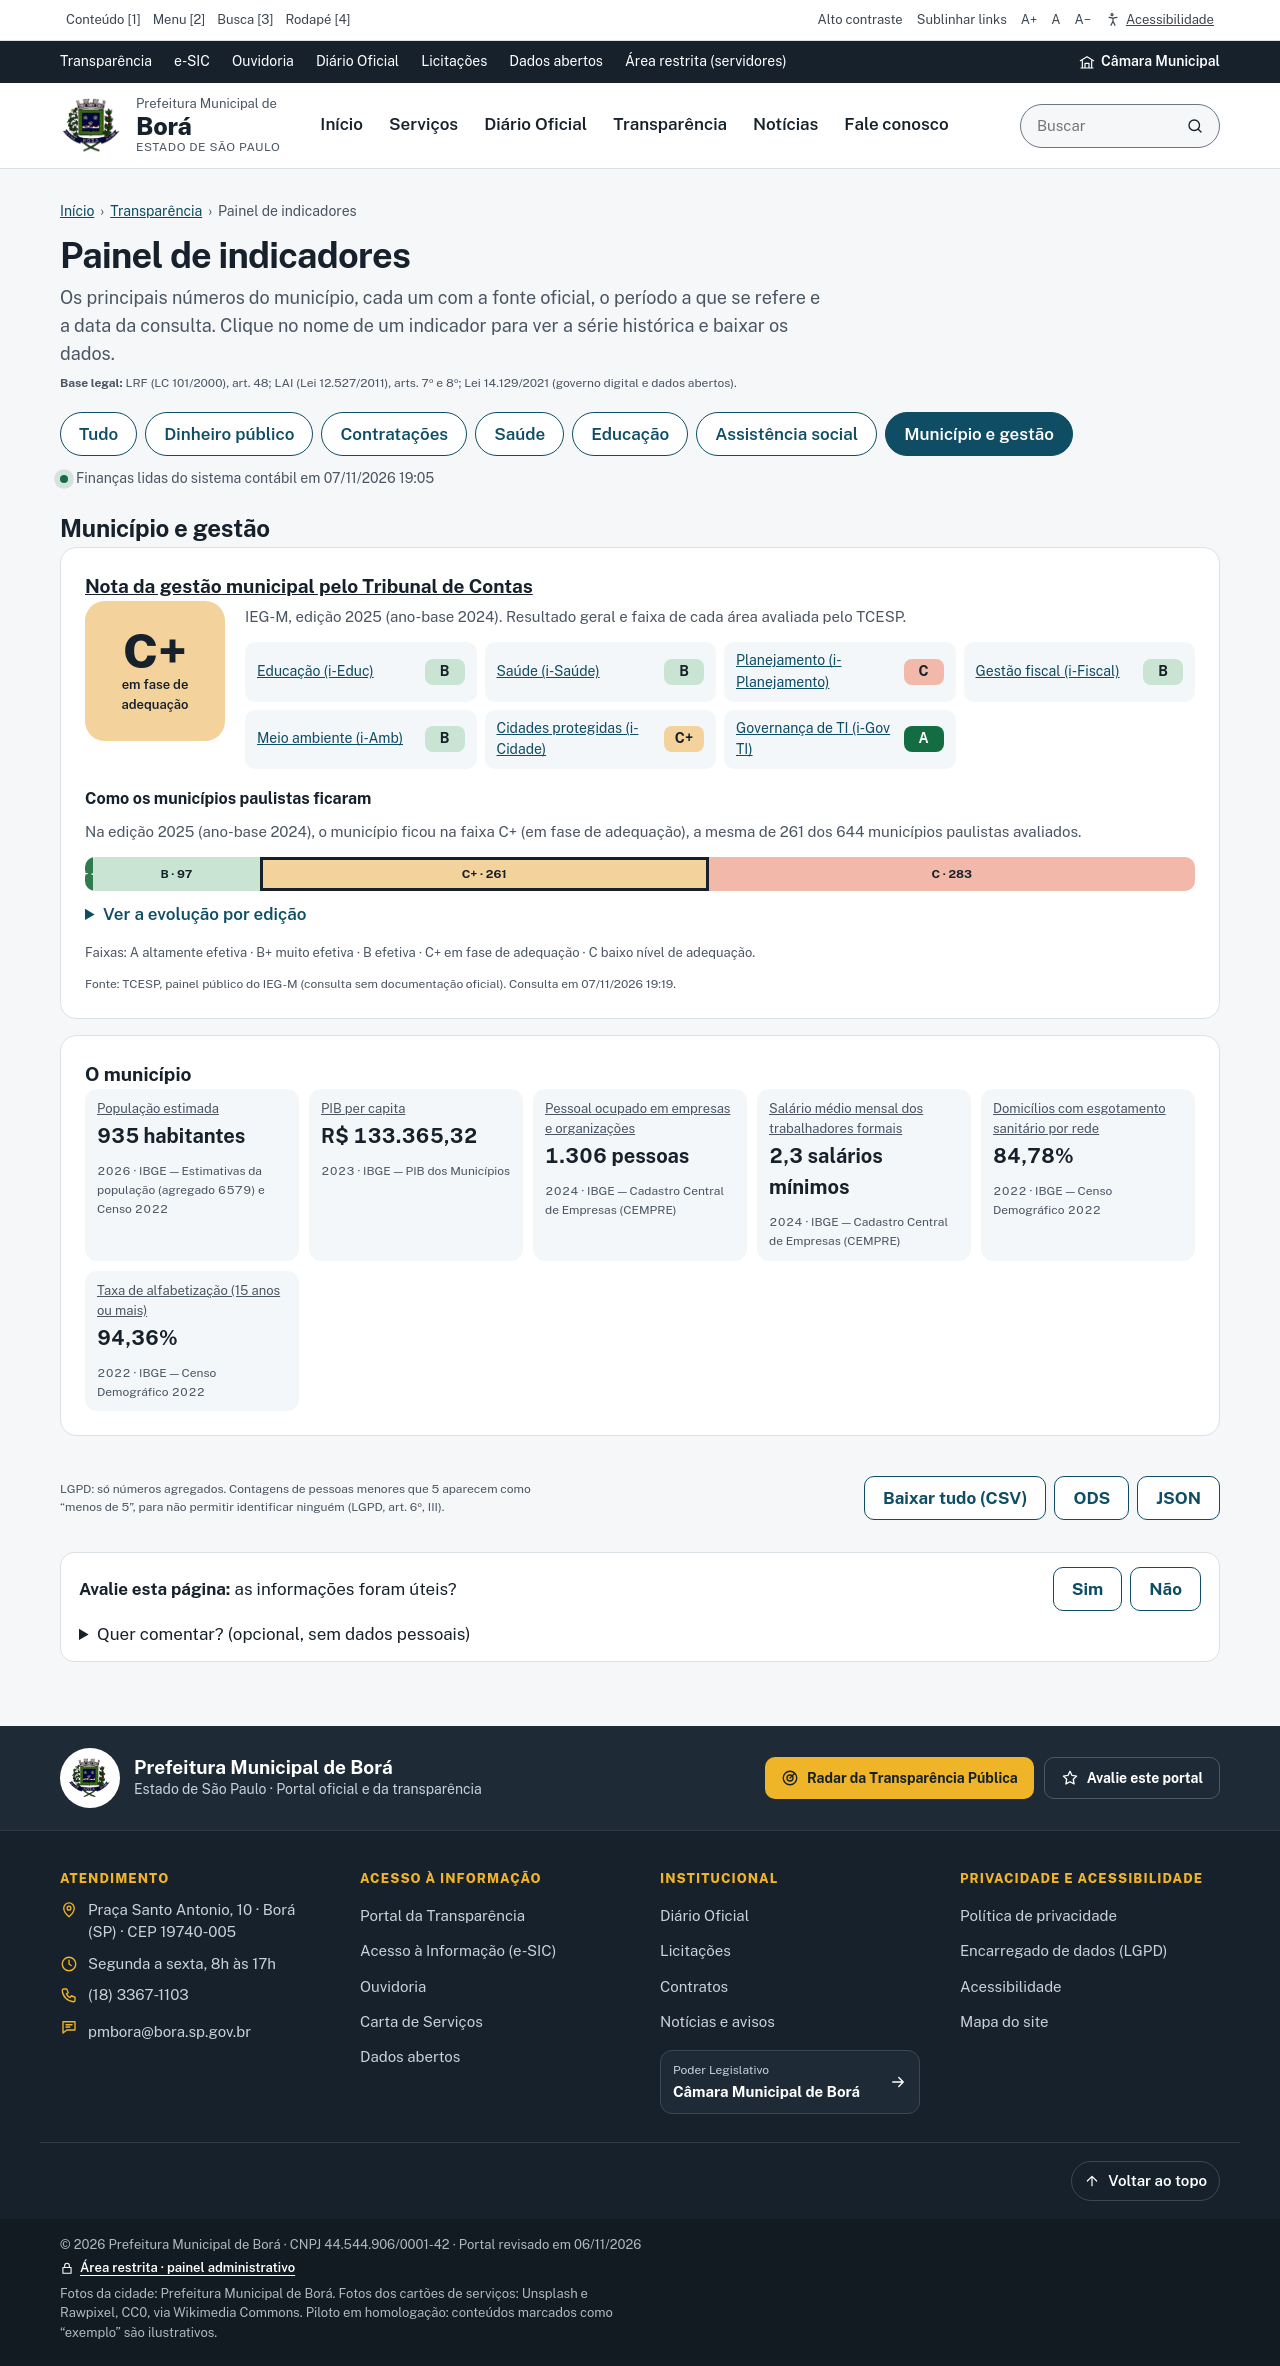 Conteúdo [1] Menu [2] Busca [3] Rodapé [4] Alto contraste Sublinhar links A+ A A− Acessibilidade
Transparência e-SIC Ouvidoria Diário Oficial Licitações Dados abertos Área restrita (servidores) Câmara Municipal
Prefeitura Municipal de
Borá
ESTADO DE SÃO PAULO
Início Serviços Diário Oficial Transparência Notícias Fale conosco Buscar
Início › Transparência › Painel de indicadores
Painel de indicadores
Os principais números do município, cada um com a fonte oficial, o período a que se refere e
a data da consulta. Clique no nome de um indicador para ver a série histórica e baixar os
dados.
Base legal: LRF (LC 101/2000), art. 48; LAI (Lei 12.527/2011), arts. 7º e 8º; Lei 14.129/2021 (governo digital e dados abertos).
Tudo Dinheiro público Contratações Saúde Educação Assistência social Município e gestão
Finanças lidas do sistema contábil em 07/11/2026 19:05
Município e gestão
Nota da gestão municipal pelo Tribunal de Contas
C+
em fase de
adequação
IEG-M, edição 2025 (ano-base 2024). Resultado geral e faixa de cada área avaliada pelo TCESP.
Educação (i-Educ) B
Saúde (i-Saúde) B
Planejamento (i-
Planejamento) C
Gestão fiscal (i-Fiscal) B
Meio ambiente (i-Amb) B
Cidades protegidas (i-
Cidade) C+
Governança de TI (i-Gov
TI) A
Como os municípios paulistas ficaram
Na edição 2025 (ano-base 2024), o município ficou na faixa C+ (em fase de adequação), a mesma de 261 dos 644 municípios paulistas avaliados.
B · 97 C+ · 261 C · 283
Ver a evolução por edição
Faixas: A altamente efetiva · B+ muito efetiva · B efetiva · C+ em fase de adequação · C baixo nível de adequação.
Fonte: TCESP, painel público do IEG-M (consulta sem documentação oficial). Consulta em 07/11/2026 19:19.
O município
População estimada
935 habitantes
2026 · IBGE — Estimativas da
população (agregado 6579) e
Censo 2022
PIB per capita
R$ 133.365,32
2023 · IBGE — PIB dos Municípios
Pessoal ocupado em empresas
e organizações
1.306 pessoas
2024 · IBGE — Cadastro Central
de Empresas (CEMPRE)
Salário médio mensal dos
trabalhadores formais
2,3 salários
mínimos
2024 · IBGE — Cadastro Central
de Empresas (CEMPRE)
Domicílios com esgotamento
sanitário por rede
84,78%
2022 · IBGE — Censo
Demográfico 2022
Taxa de alfabetização (15 anos
ou mais)
94,36%
2022 · IBGE — Censo
Demográfico 2022
LGPD: só números agregados. Contagens de pessoas menores que 5 aparecem como
“menos de 5”, para não permitir identificar ninguém (LGPD, art. 6º, III).
Baixar tudo (CSV) ODS JSON
Avalie esta página: as informações foram úteis? Sim Não
Quer comentar? (opcional, sem dados pessoais)
Prefeitura Municipal de Borá
Estado de São Paulo · Portal oficial e da transparência
Radar da Transparência Pública Avalie este portal
ATENDIMENTO
Praça Santo Antonio, 10 · Borá
(SP) · CEP 19740-005
Segunda a sexta, 8h às 17h
(18) 3367-1103
pmbora@bora.sp.gov.br
ACESSO À INFORMAÇÃO
Portal da Transparência
Acesso à Informação (e-SIC)
Ouvidoria
Carta de Serviços
Dados abertos
INSTITUCIONAL
Diário Oficial
Licitações
Contratos
Notícias e avisos
Poder Legislativo
Câmara Municipal de Borá
PRIVACIDADE E ACESSIBILIDADE
Política de privacidade
Encarregado de dados (LGPD)
Acessibilidade
Mapa do site
Voltar ao topo
© 2026 Prefeitura Municipal de Borá · CNPJ 44.544.906/0001-42 · Portal revisado em 06/11/2026
Área restrita · painel administrativo
Fotos da cidade: Prefeitura Municipal de Borá. Fotos dos cartões de serviços: Unsplash e
Rawpixel, CC0, via Wikimedia Commons. Piloto em homologação: conteúdos marcados como
“exemplo” são ilustrativos.